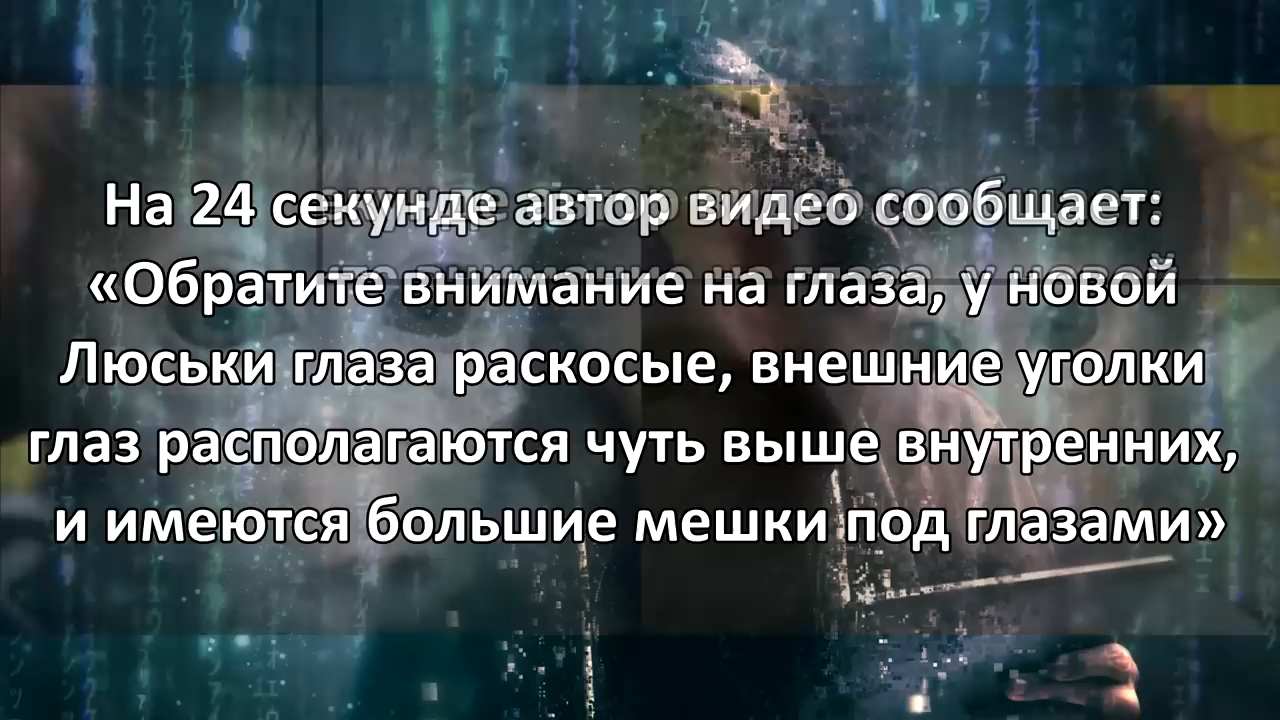 На 24 секунде автор видео сообщает:
«Обратите внимание на глаза, у новой
Люськи глаза раскосые, внешние уголки
глаз располагаются чуть выше внутренних,
и имеются большие мешки под глазами»